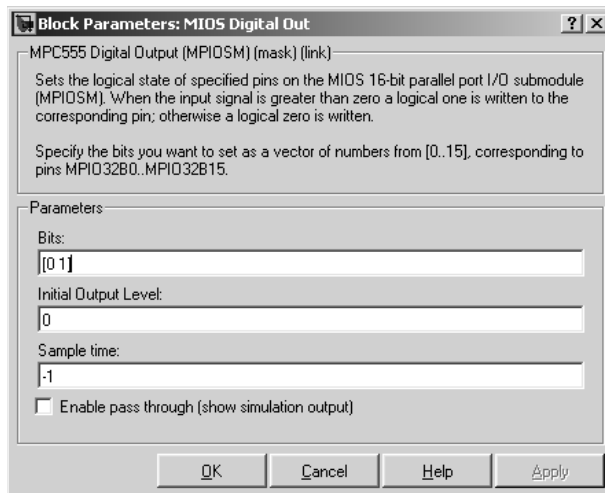 Block Parameters: MIOS Digital Out
MPC555 Digital Output (MPIOSM) (mask) (link)
Sets the logical state of specified pins on the MIOS 16-bit parallel port I/O submodule
(MPIOSM). When the input signal is greater than zero a logical one is written to the
corresponding pin; otherwise a logical zero is written.
Specify the bits you want to set as a vector of numbers from [0..15], corresponding to
pins MPIO32B0..MPIO32B15.
Parameters
Bits:
[0 1]
Initial Output Level:
0
Sample time:
-1
Enable pass through (show simulation output)
OK Cancel Help Apply